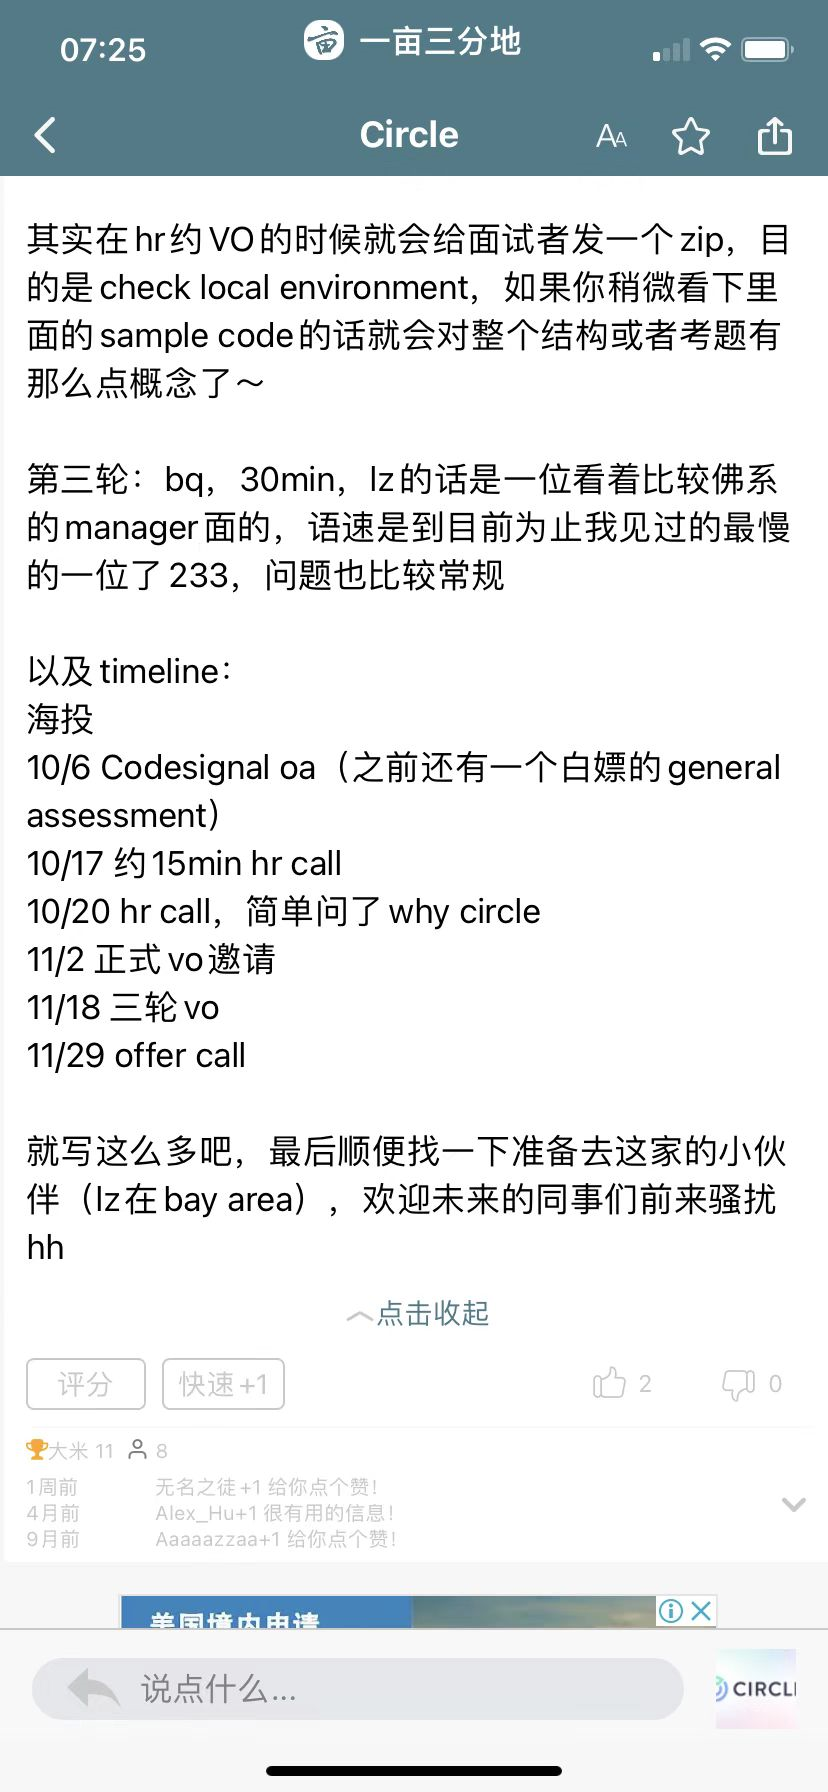 07:25
一亩三分地
Circle
AA
其实在hr约VO的时候就会给面试者发一个zip，目
的是check local environment，如果你稍微看下里
面的sample code的话就会对整个结构或者考题有
那么点概念了～
第三轮：bq，30min，lz的话是一位看着比较佛系
的manager面的，语速是到目前为止我见过的最慢
的一位了233，问题也比较常规
以及timeline：
海投
10/6 Codesignal oa（之前还有一个白嫖的general
assessment）
10/17 约15min hr call
10/20 hr call，简单问了why circle
11/2 正式vo邀请
11/18 三轮vo
11/29 offer call
就写这么多吧，最后顺便找一下准备去这家的小伙
伴（lz在bay area），欢迎未来的同事们前来骚扰
hh
点击收起
评分 快速+1 2 0
大米 11 8
1周前 无名之徒+1 给你点个赞！
4月前 Alex_Hu+1 很有用的信息！
9月前 Aaaaazzaa+1 给你点个赞！
美国境内申请
说点什么...
CIRCL